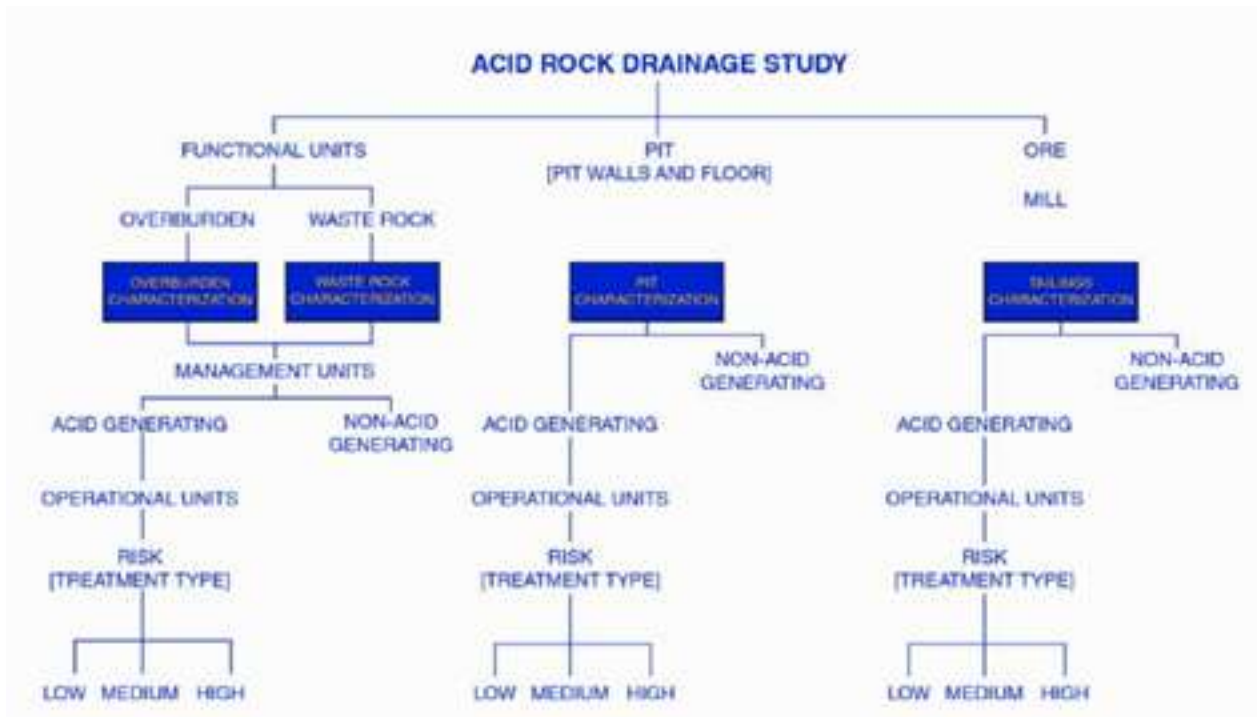 ACID ROCK DRAINAGE STUDY
FUNCTIONAL UNITS
PIT
[PIT WALLS AND FLOOR]
ORE
MILL
OVERBURDEN
WASTE ROCK
OVERBURDEN
CHARACTERIZATION
WASTE ROCK
CHARACTERIZATION
PIT
CHARACTERIZATION
TAILINGS
CHARACTERIZATION
MANAGEMENT UNITS
NON-ACID
GENERATING
NON-ACID
GENERATING
ACID GENERATING
NON-ACID
GENERATING
ACID GENERATING
ACID GENERATING
OPERATIONAL UNITS
OPERATIONAL UNITS
OPERATIONAL UNITS
RISK
[TREATMENT TYPE]
RISK
[TREATMENT TYPE]
RISK
[TREATMENT TYPE]
LOW MEDIUM HIGH
LOW MEDIUM HIGH
LOW MEDIUM HIGH